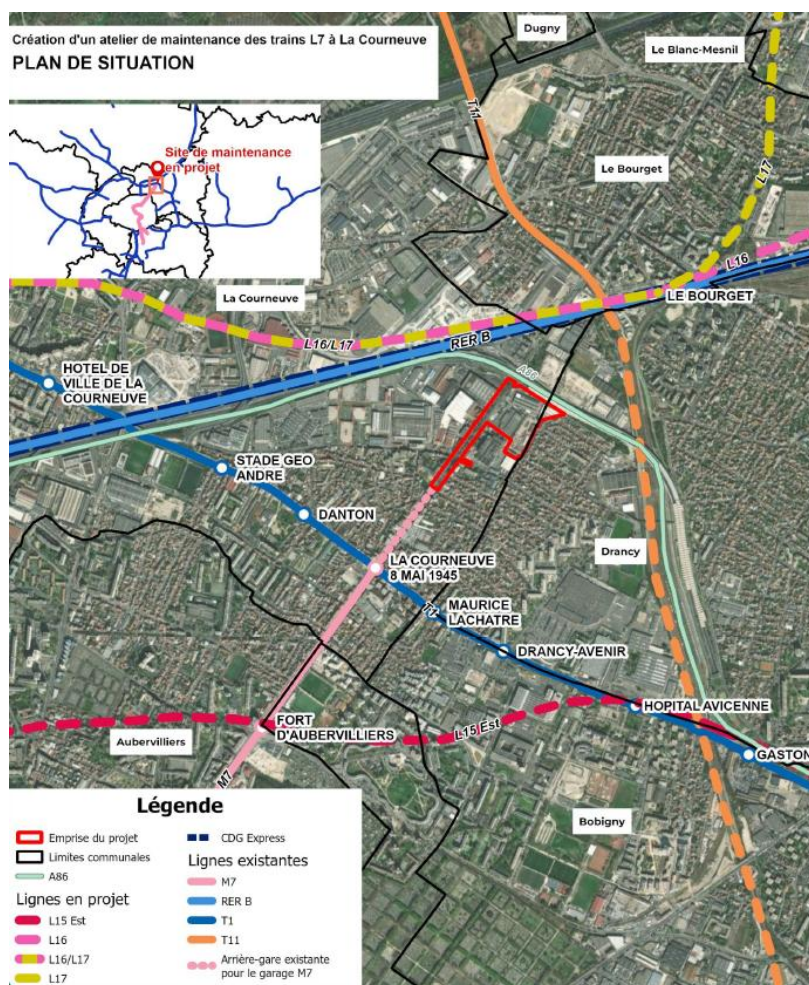 Création d'un atelier de maintenance des trains L7 à La Courneuve
PLAN DE SITUATION
Site de maintenance
en projet
Dugny
Le Blanc-Mesnil
T11
Le Bourget
L17
L16
La Courneuve
LE BOURGET
L16/L17
RER B
A86
HOTEL DE
VILLE DE LA
COURNEUVE
STADE GEO
ANDRE
DANTON
LA COURNEUVE
8 MAI 1945
Drancy
T1
MAURICE
LACHATRE
DRANCY-AVENIR
HOPITAL AVICENNE
FORT
D'AUBERVILLIERS
L15 Est
Aubervilliers
GASTON
M7
Bobigny
Légende
Emprise du projet
Limites communales
A86
Lignes en projet
L15 Est
L16
L16/L17
L17
CDG Express
Lignes existantes
M7
RER B
T1
T11
Arrière-gare existante
pour le garage M7